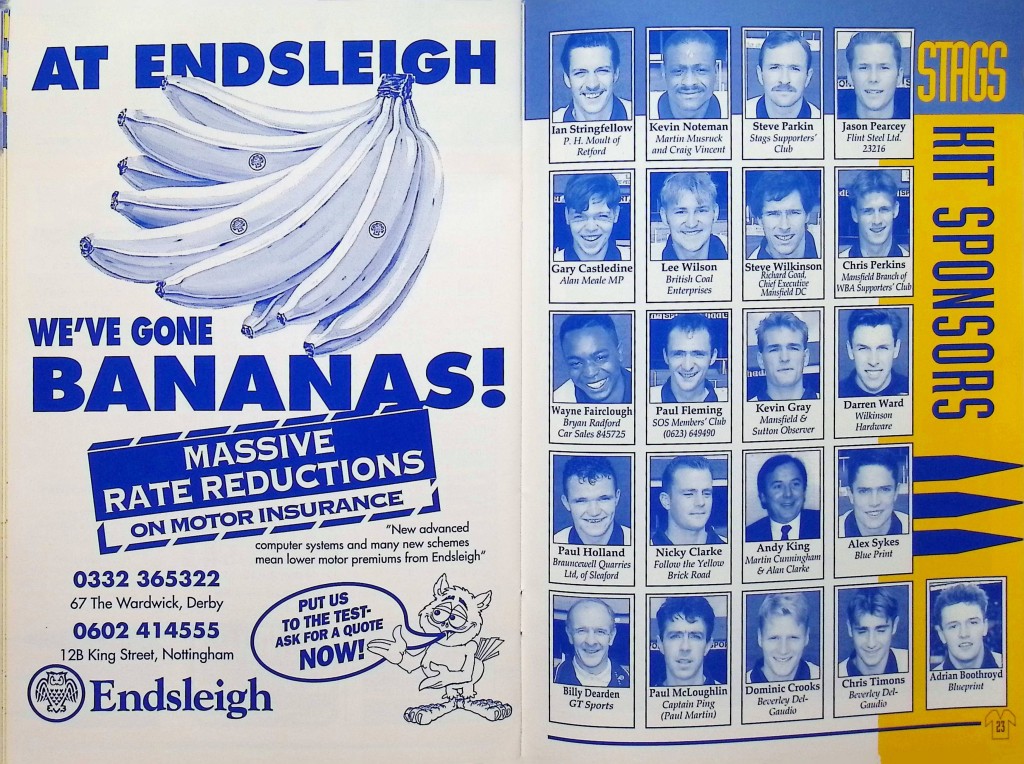 AT ENDSLEIGH
WE'VE GONE
BANANAS!
MASSIVE
RATE REDUCTIONS
ON MOTOR INSURANCE
"New advanced
computer systems and many new schemes
mean lower motor premiums from Endsleigh"
0332 365322
67 The Wardwick, Derby
0602 414555
12B King Street, Nottingham
PUT US
TO THE TEST-
ASK FOR A QUOTE
NOW!
Endsleigh
STAGS
KIT SPONSORS
Ian Stringfellow
P. H. Moult of
Retford
Kevin Noteman
Martin Musruck
and Craig Vincent
Steve Parkin
Stags Supporters'
Club
Jason Pearcey
Flint Steel Ltd.
23216
Gary Castledine
Alan Meale MP
Lee Wilson
British Coal
Enterprises
Steve Wilkinson
Richard Goad,
Chief Executive
Mansfield DC
Chris Perkins
Mansfield Branch of
WBA Supporters' Club
Wayne Fairclough
Bryan Radford
Car Sales 845725
Paul Fleming
SOS Members' Club
(0623) 649490
Kevin Gray
Mansfield &
Sutton Observer
Darren Ward
Wilkinson
Hardware
Paul Holland
Brauncewell Quarries
Ltd, of Sleaford
Nicky Clarke
Follow the Yellow
Brick Road
Andy King
Martin Cunningham
& Alan Clarke
Alex Sykes
Blue Print
Billy Dearden
GT Sports
Paul McLoughlin
Captain Ping
(Paul Martin)
Dominic Crooks
Beverley Del-
Gaudio
Chris Timons
Beverley Del-
Gaudio
Adrian Boothroyd
Blueprint
23